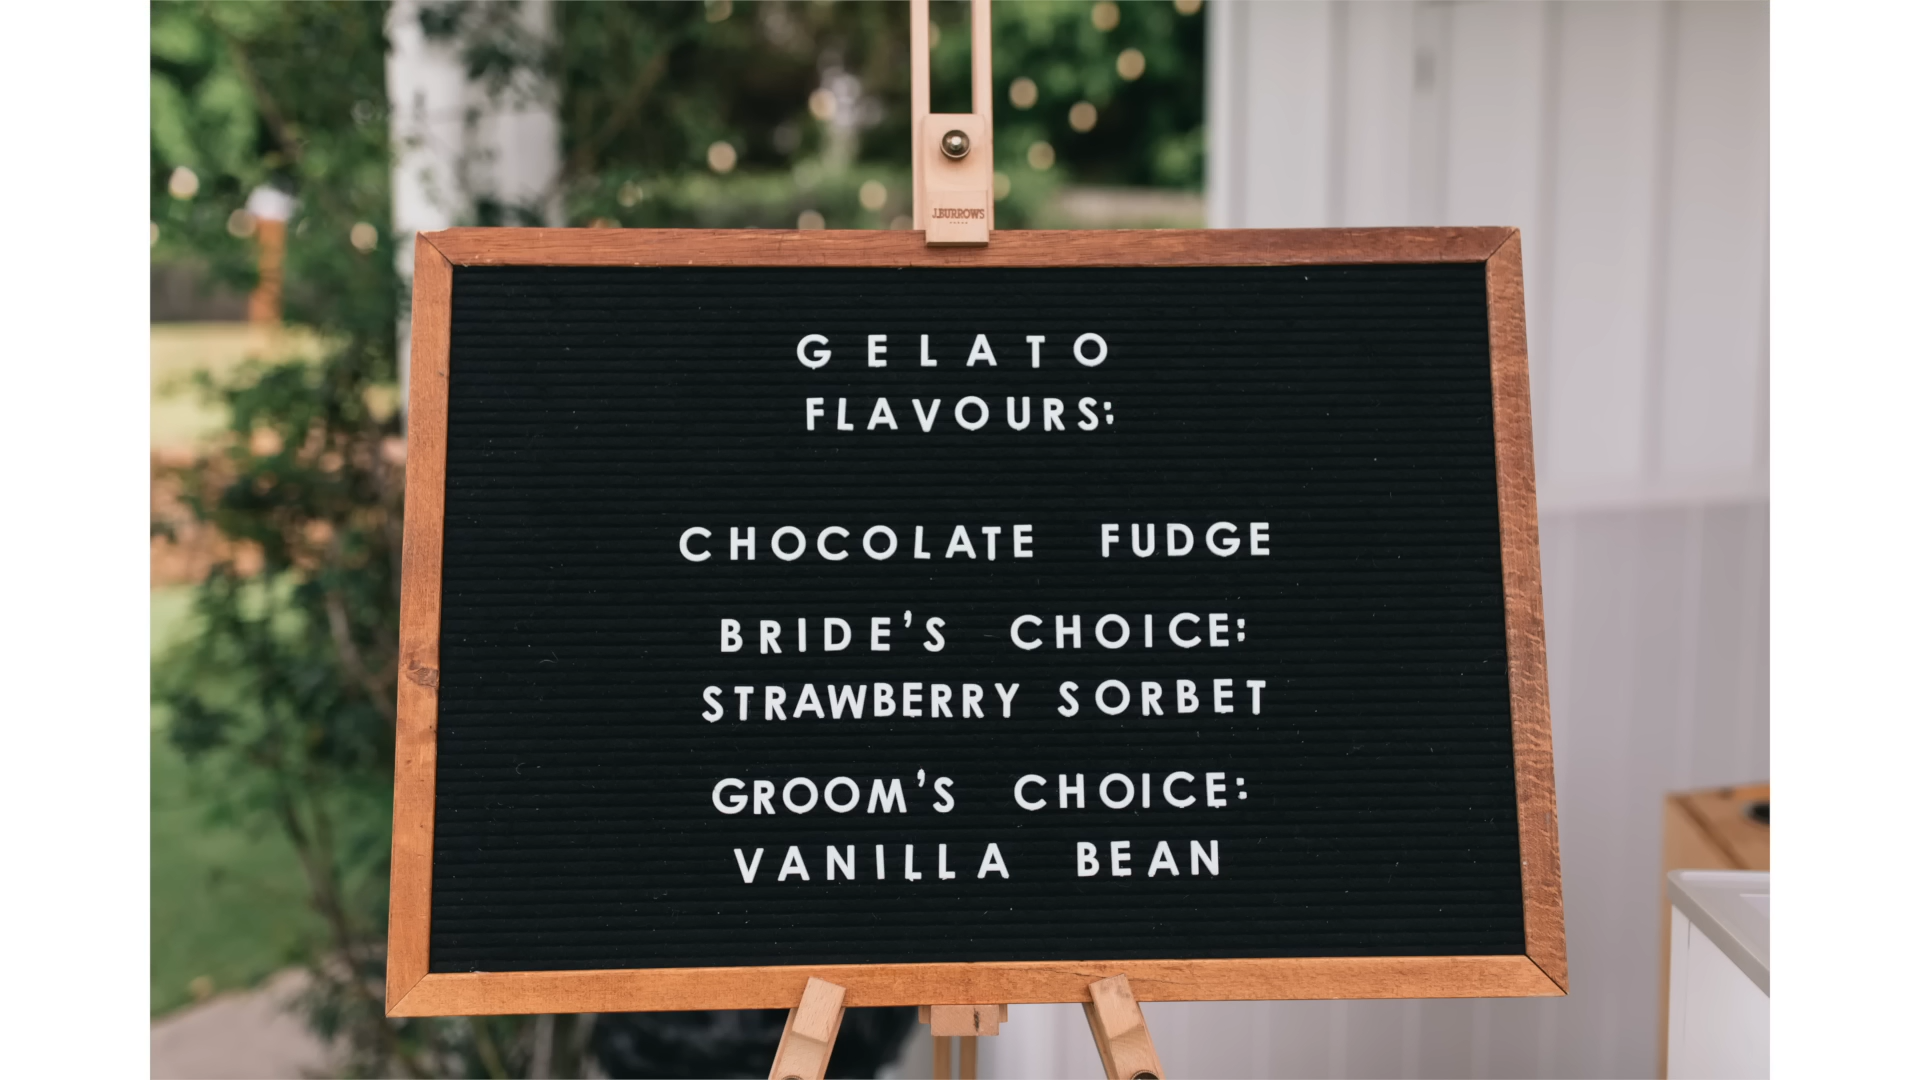 J.BURROWS
GELATO
FLAVOURS:
CHOCOLATE FUDGE
BRIDE'S CHOICE:
STRAWBERRY SORBET
GROOM'S CHOICE:
VANILLA BEAN